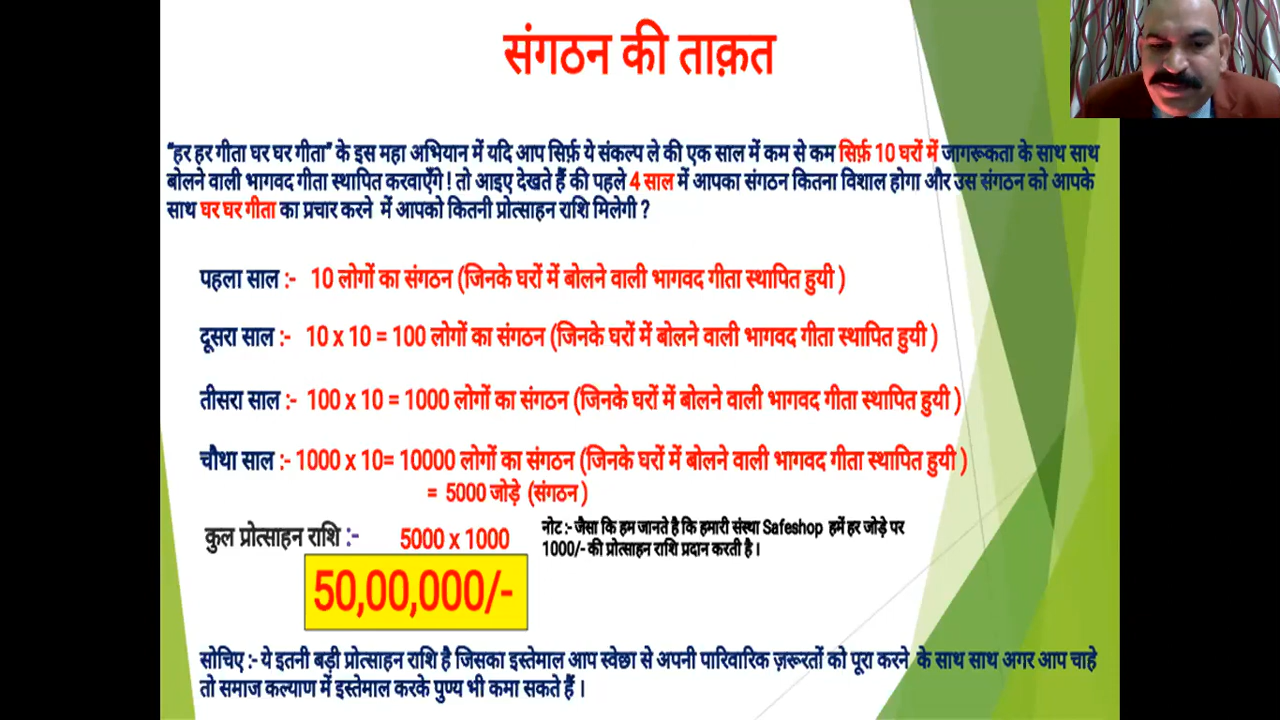 संगठन की ताक़त
“हर हर गीता घर घर गीता” के इस महा अभियान में यदि आप सिर्फ़ ये संकल्प ले की एक साल में कम से कम सिर्फ़ 10 घरों में जागरूकता के साथ साथ
बोलने वाली भागवद गीता स्थापित करवाएँगे ! तो आइए देखते हैं की पहले 4 साल में आपका संगठन कितना विशाल होगा और उस संगठन को आपके
साथ घर घर गीता का प्रचार करने में आपको कितनी प्रोत्साहन राशि मिलेगी ?
पहला साल :- 10 लोगों का संगठन (जिनके घरों में बोलने वाली भागवद गीता स्थापित हुयी )
दूसरा साल :- 10 x 10 = 100 लोगों का संगठन (जिनके घरों में बोलने वाली भागवद गीता स्थापित हुयी )
तीसरा साल :- 100 x 10 = 1000 लोगों का संगठन (जिनके घरों में बोलने वाली भागवद गीता स्थापित हुयी )
चौथा साल :- 1000 x 10= 10000 लोगों का संगठन (जिनके घरों में बोलने वाली भागवद गीता स्थापित हुयी )
= 5000 जोड़े (संगठन )
कुल प्रोत्साहन राशि :- 5000 x 1000
नोट :- जैसा कि हम जानते है कि हमारी संस्था Safeshop हमें हर जोड़े पर
1000/- की प्रोत्साहन राशि प्रदान करती है ।
50,00,000/-
सोचिए :- ये इतनी बड़ी प्रोत्साहन राशि है जिसका इस्तेमाल आप स्वेछा से अपनी पारिवारिक ज़रूरतों को पूरा करने के साथ साथ अगर आप चाहे
तो समाज कल्याण में इस्तेमाल करके पुण्य भी कमा सकते हैं ।